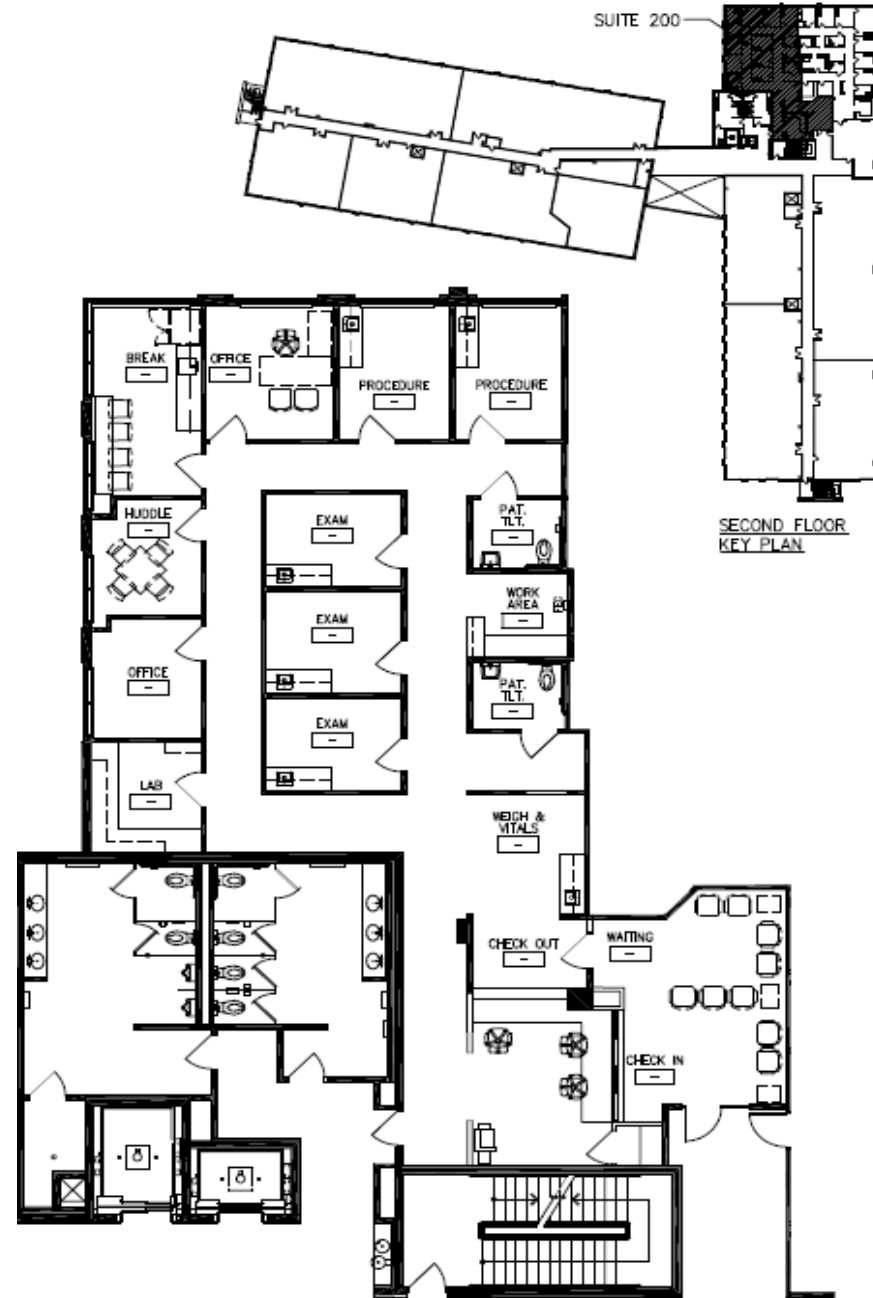 SUITE 200
SECOND FLOOR
KEY PLAN
BREAK
OFFICE
PROCEDURE
PROCEDURE
HUDDLE
EXAM
PAT.
TLT.
WORK
AREA
EXAM
OFFICE
PAT.
TLT.
EXAM
LAB
WEIGH &
VITALS
CHECK OUT
WAITING
CHECK IN